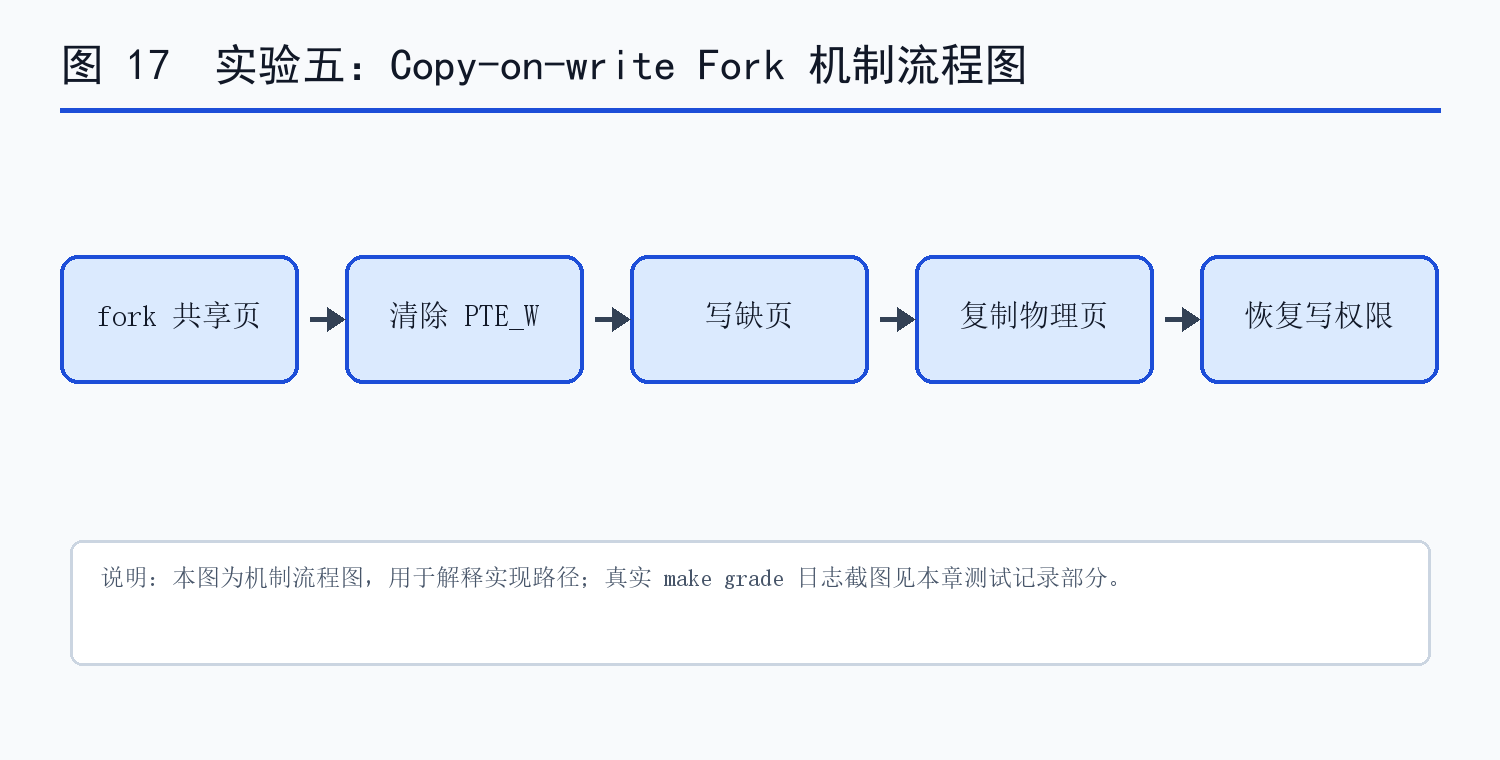 图 17  实验五：Copy-on-write Fork 机制流程图
fork 共享页
清除 PTE_W
写缺页
复制物理页
恢复写权限
说明：本图为机制流程图，用于解释实现路径；真实 make grade 日志截图见本章测试记录部分。